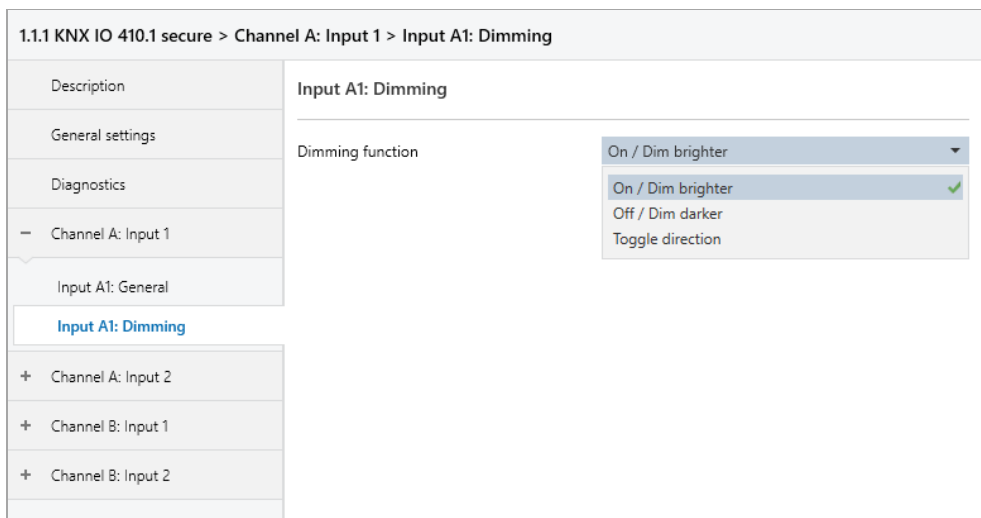 1.1.1 KNX IO 410.1 secure > Channel A: Input 1 > Input A1: Dimming
Description
General settings
Diagnostics
− Channel A: Input 1
Input A1: General
Input A1: Dimming
+ Channel A: Input 2
+ Channel B: Input 1
+ Channel B: Input 2
Input A1: Dimming
Dimming function
On / Dim brighter
On / Dim brighter
Off / Dim darker
Toggle direction